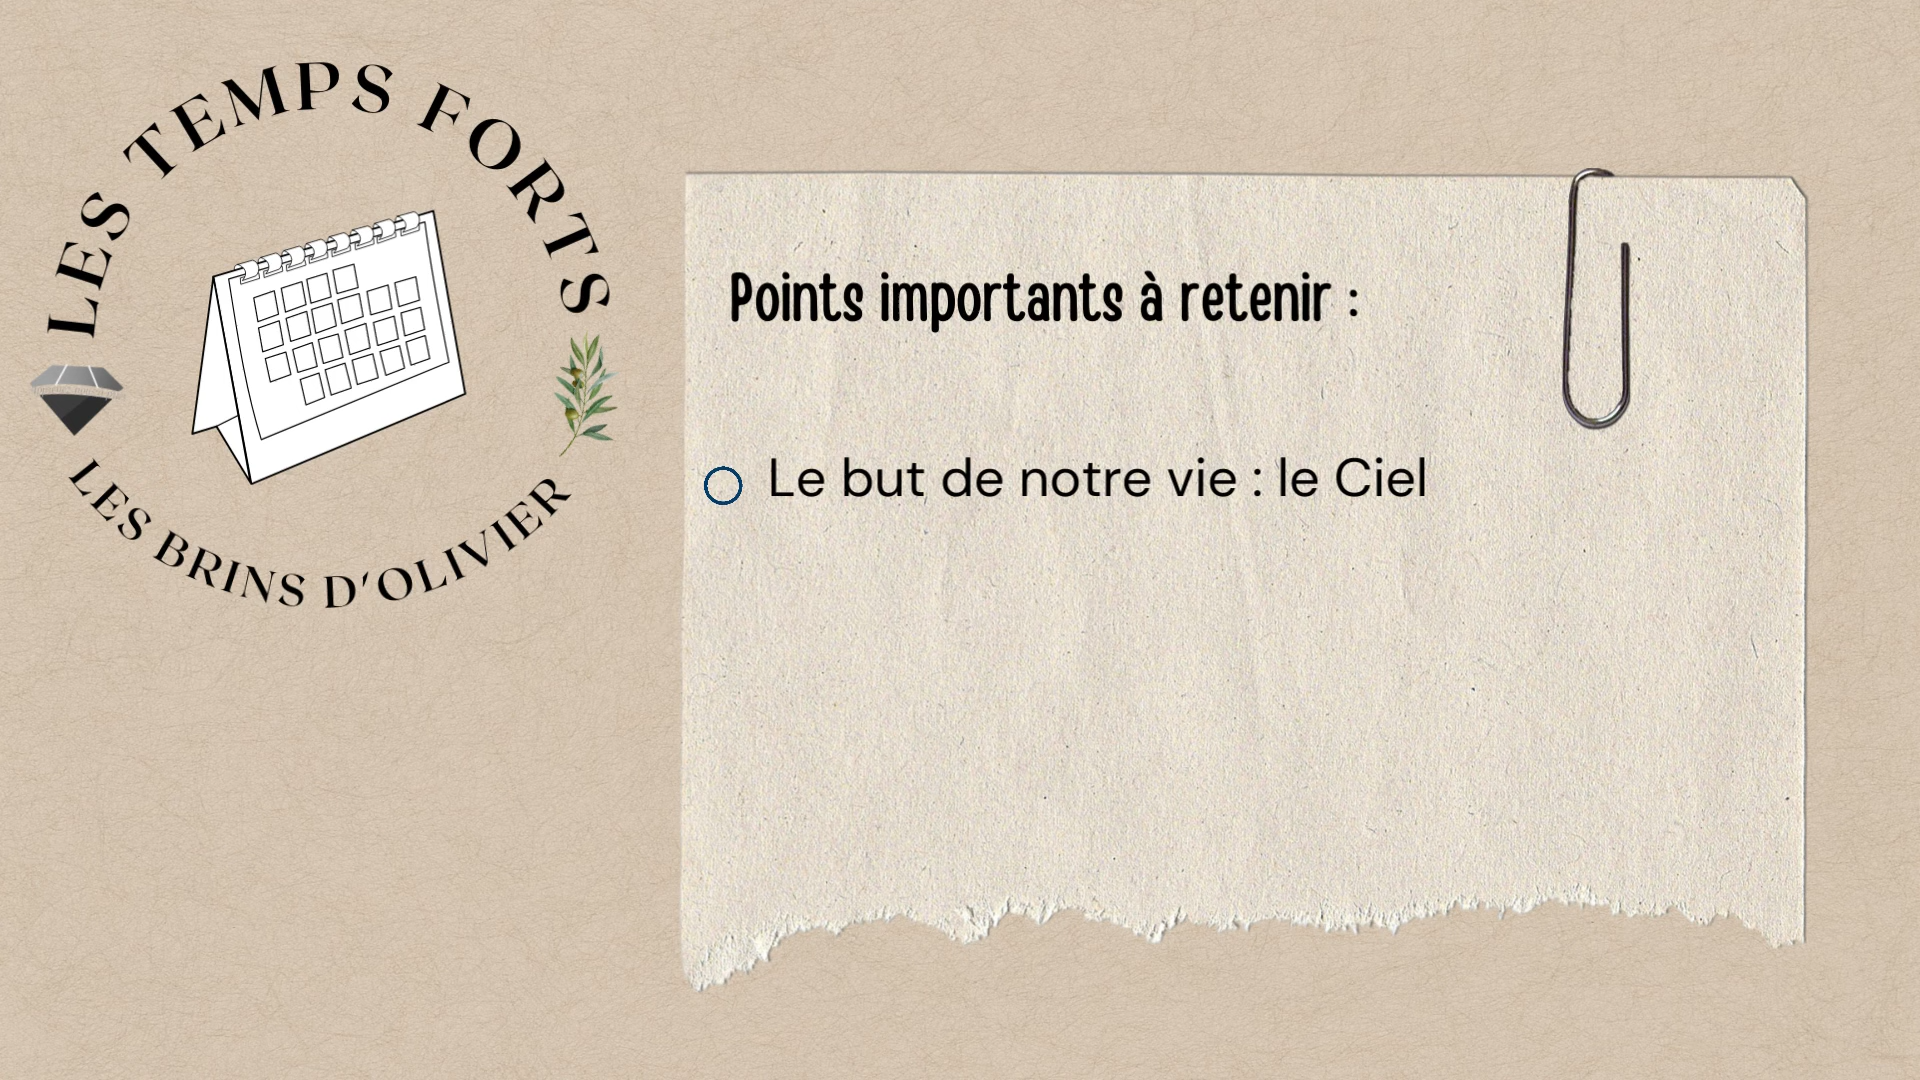 LES TEMPS FORTS
LES BRINS D'OLIVIER
Points importants à retenir :
Le but de notre vie : le Ciel